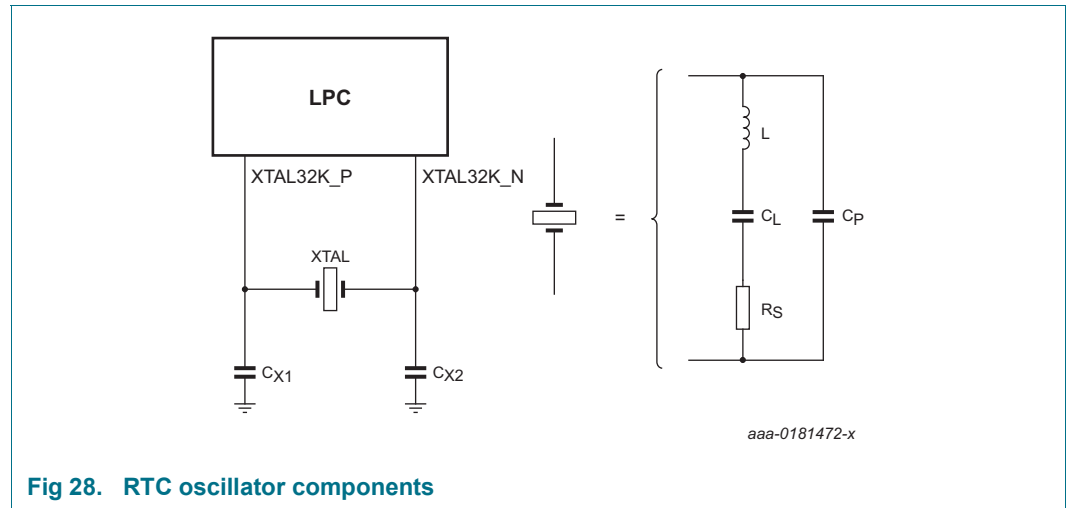 LPC
XTAL32K_P
XTAL32K_N
XTAL
CX1
CX2
=
L
CL
CP
RS
aaa-0181472-x
Fig 28. RTC oscillator components